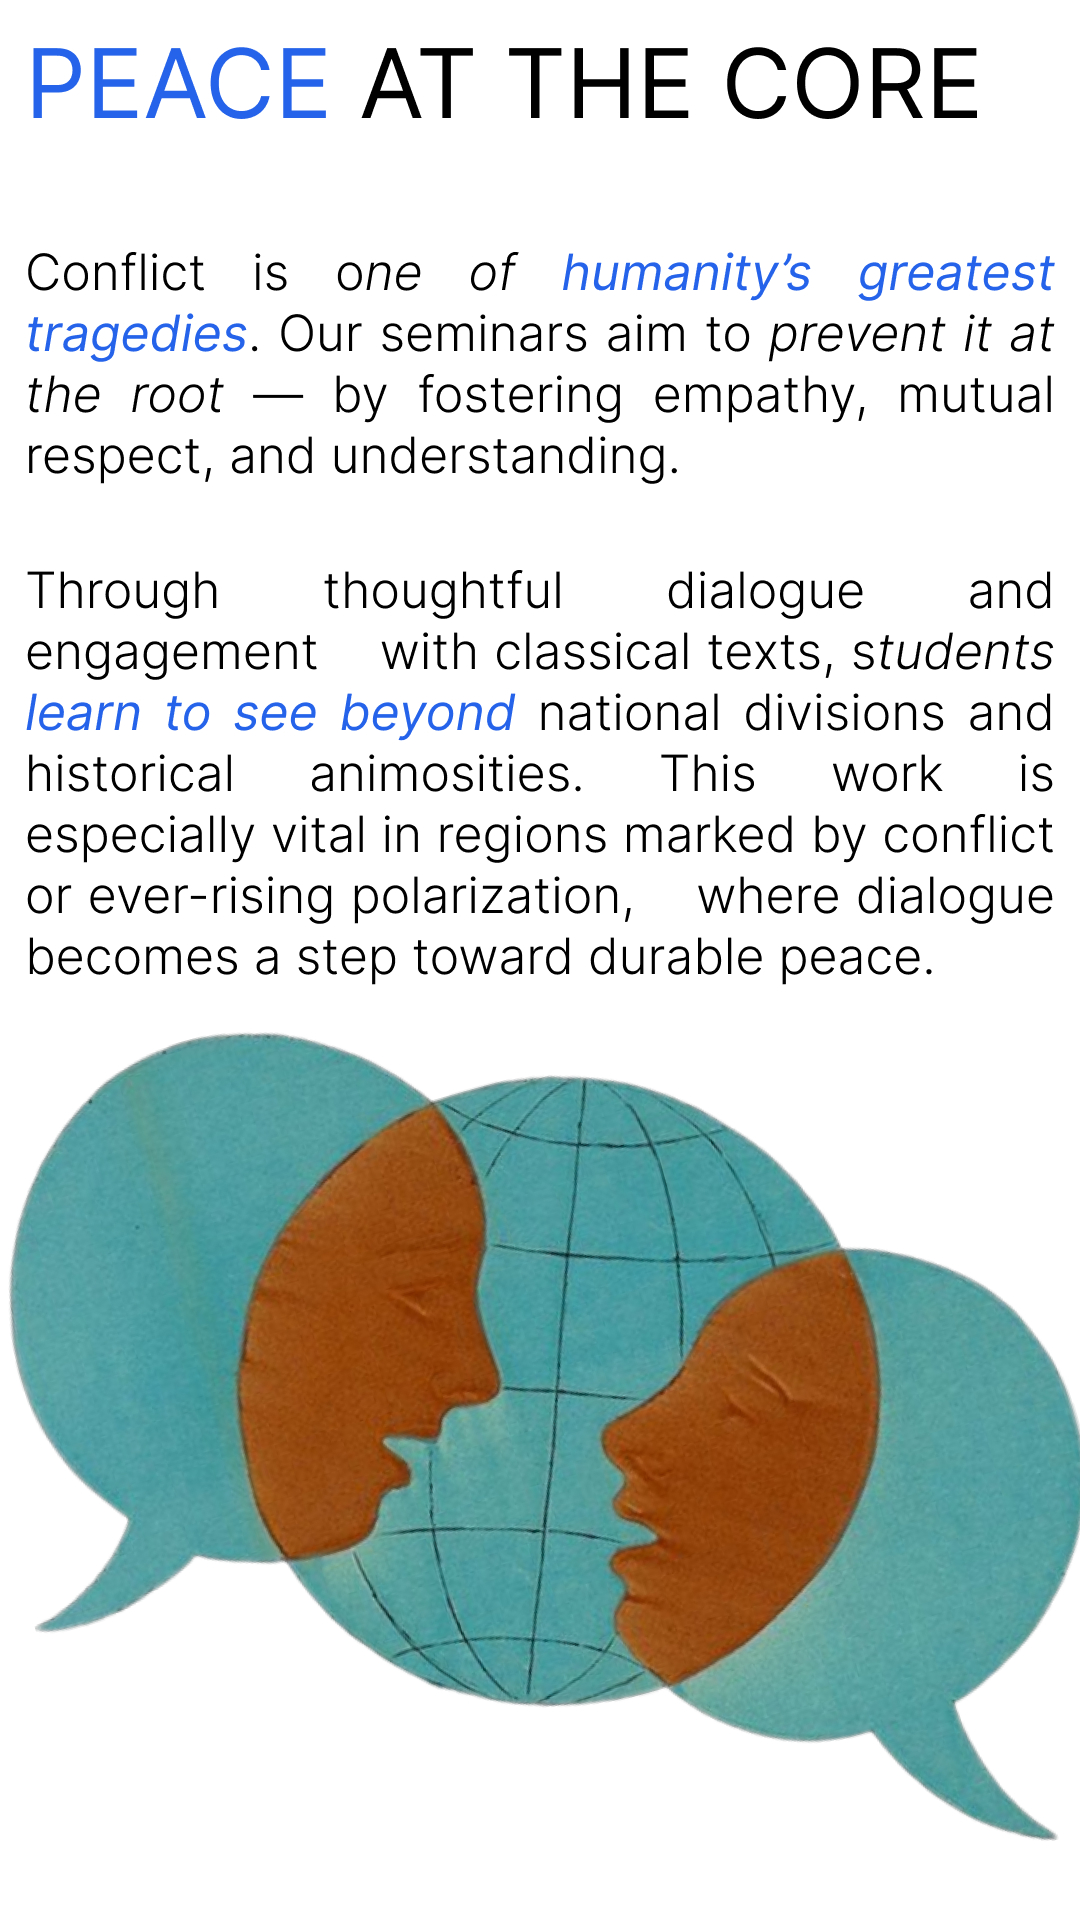 PEACE AT THE CORE
Conflict is one of humanity’s greatest
tragedies. Our seminars aim to prevent it at
the root — by fostering empathy, mutual
respect, and understanding.
Through thoughtful dialogue and
engagement with classical texts, students
learn to see beyond national divisions and
historical animosities. This work is
especially vital in regions marked by conflict
or ever-rising polarization, where dialogue
becomes a step toward durable peace.